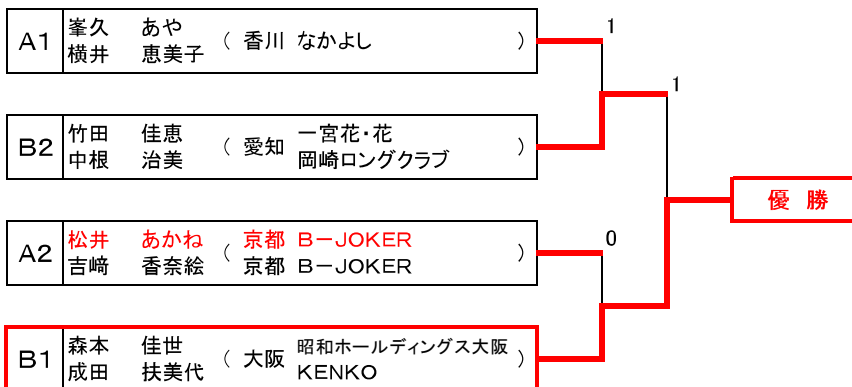 A1 峯久 あや ( 香川 なかよし )
横井 恵美子
1
1
B2 竹田 佳恵 ( 愛知 一宮花・花 )
中根 治美 岡崎ロングクラブ
優勝
A2 松井 あかね ( 京都 B-JOKER )
吉﨑 香奈絵 京都 B-JOKER
0
B1 森本 佳世 ( 大阪 昭和ホールディングス大阪 )
成田 扶美代 KENKO